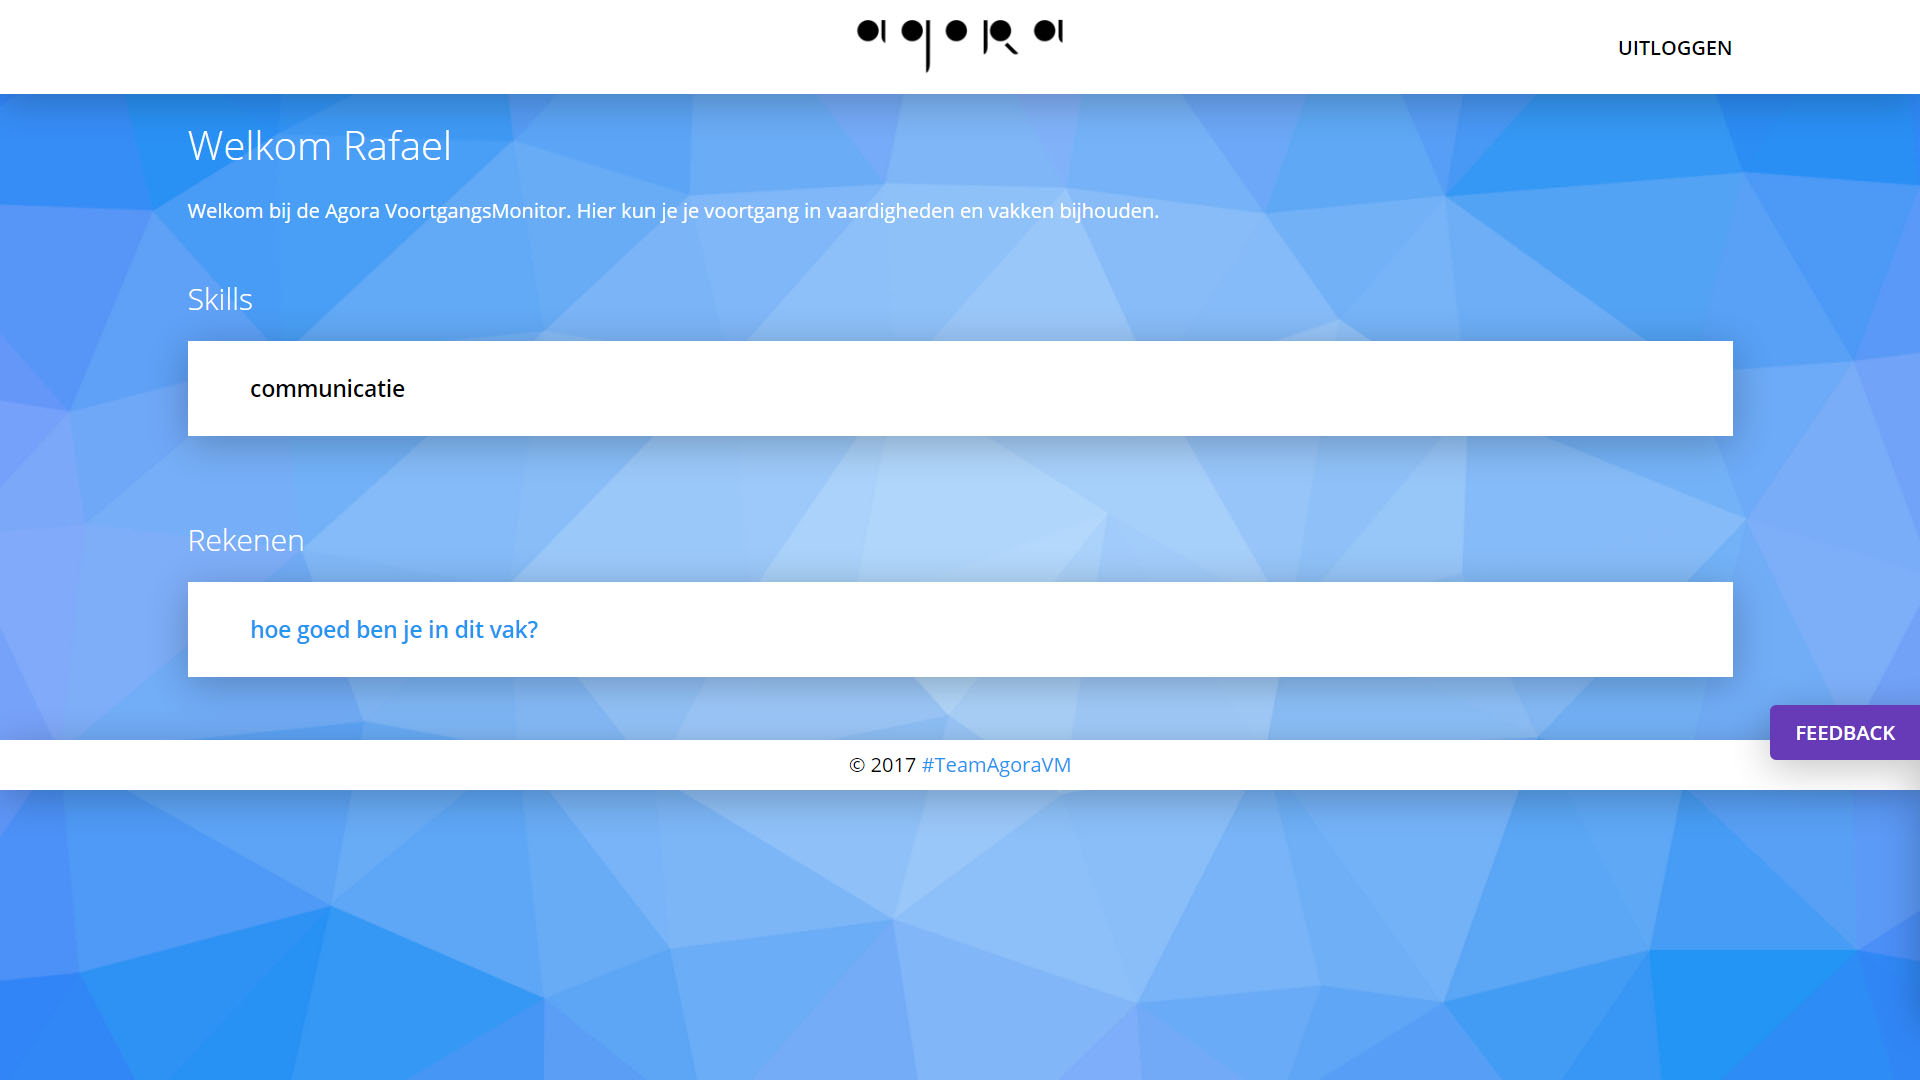 agora
UITLOGGEN
Welkom Rafael
Welkom bij de Agora VoortgangsMonitor. Hier kun je je voortgang in vaardigheden en vakken bijhouden.
Skills
communicatie
Rekenen
hoe goed ben je in dit vak?
FEEDBACK
© 2017 #TeamAgoraVM